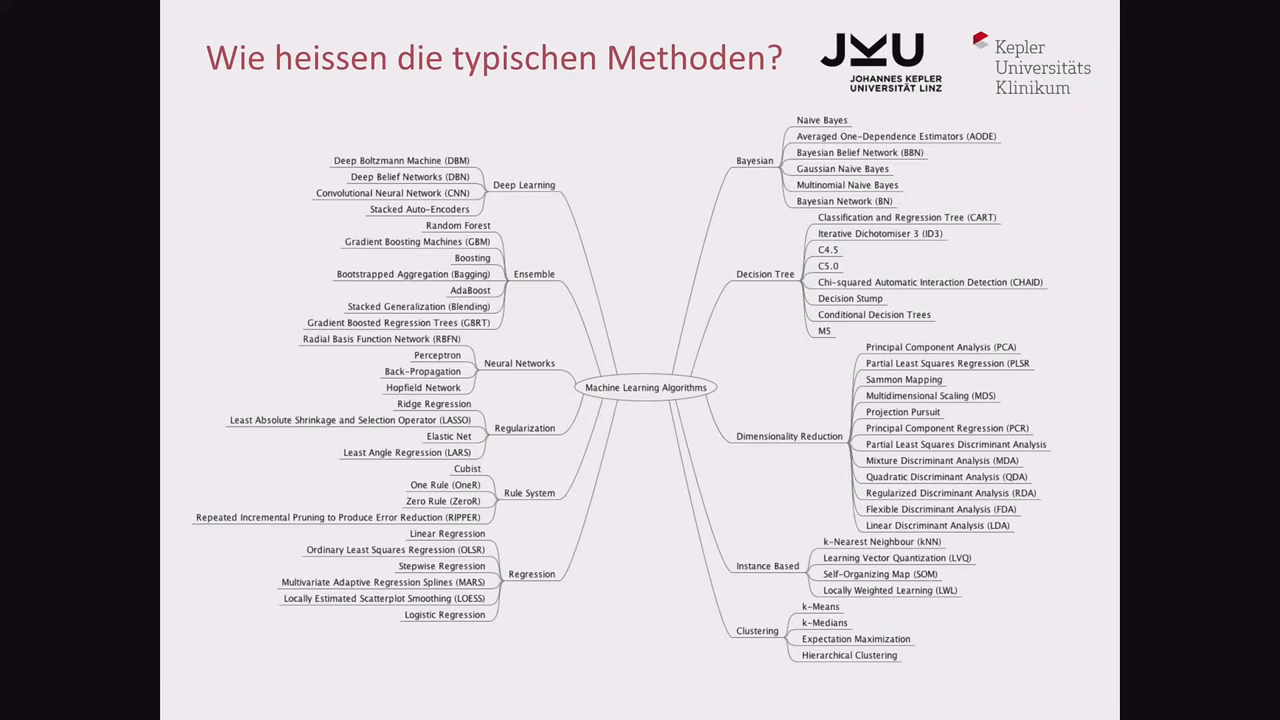 Wie heissen die typischen Methoden?
JKU
JOHANNES KEPLER
UNIVERSITÄT LINZ
Kepler
Universitäts
Klinikum
Deep Boltzmann Machine (DBM)
Deep Belief Networks (DBN)
Convolutional Neural Network (CNN)
Stacked Auto-Encoders
Deep Learning
Random Forest
Gradient Boosting Machines (GBM)
Boosting
Bootstrapped Aggregation (Bagging)
AdaBoost
Stacked Generalization (Blending)
Gradient Boosted Regression Trees (GBRT)
Ensemble
Radial Basis Function Network (RBFN)
Perceptron
Back-Propagation
Hopfield Network
Neural Networks
Ridge Regression
Least Absolute Shrinkage and Selection Operator (LASSO)
Elastic Net
Least Angle Regression (LARS)
Regularization
Cubist
One Rule (OneR)
Zero Rule (ZeroR)
Repeated Incremental Pruning to Produce Error Reduction (RIPPER)
Rule System
Linear Regression
Ordinary Least Squares Regression (OLSR)
Stepwise Regression
Multivariate Adaptive Regression Splines (MARS)
Locally Estimated Scatterplot Smoothing (LOESS)
Logistic Regression
Regression
Machine Learning Algorithms
Bayesian
Naive Bayes
Averaged One-Dependence Estimators (AODE)
Bayesian Belief Network (BBN)
Gaussian Naive Bayes
Multinomial Naive Bayes
Bayesian Network (BN)
Decision Tree
Classification and Regression Tree (CART)
Iterative Dichotomiser 3 (ID3)
C4.5
C5.0
Chi-squared Automatic Interaction Detection (CHAID)
Decision Stump
Conditional Decision Trees
M5
Dimensionality Reduction
Principal Component Analysis (PCA)
Partial Least Squares Regression (PLSR
Sammon Mapping
Multidimensional Scaling (MDS)
Projection Pursuit
Principal Component Regression (PCR)
Partial Least Squares Discriminant Analysis
Mixture Discriminant Analysis (MDA)
Quadratic Discriminant Analysis (QDA)
Regularized Discriminant Analysis (RDA)
Flexible Discriminant Analysis (FDA)
Linear Discriminant Analysis (LDA)
Instance Based
k-Nearest Neighbour (kNN)
Learning Vector Quantization (LVQ)
Self-Organizing Map (SOM)
Locally Weighted Learning (LWL)
Clustering
k-Means
k-Medians
Expectation Maximization
Hierarchical Clustering